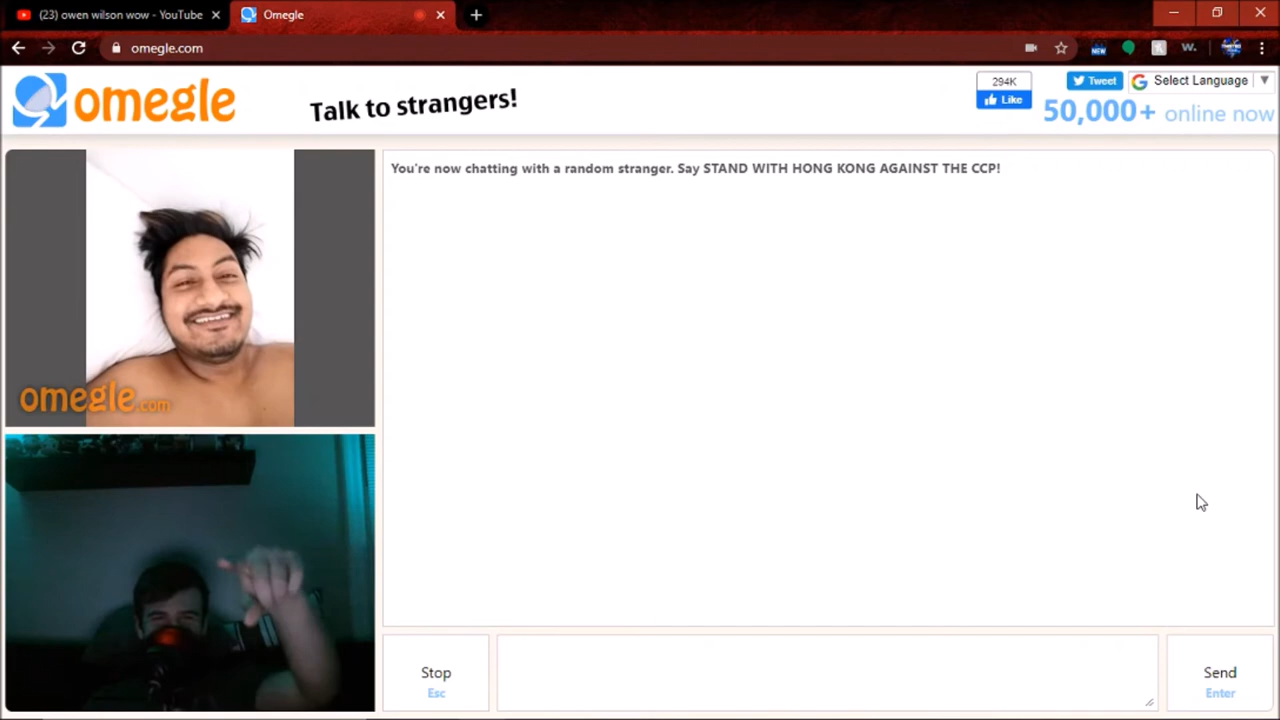 (23) owen wilson wow - YouTube
Omegle
omegle.com
NEW
w.
omegle
Talk to strangers!
294K
Like
Tweet
Select Language
50,000+ online now
You're now chatting with a random stranger. Say STAND WITH HONG KONG AGAINST THE CCP!
omegle.com
Stop
Esc
Send
Enter